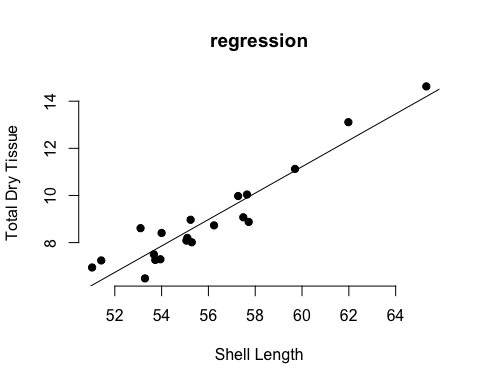 regression
Total Dry Tissue
14
12
10
8
52 54 56 58 60 62 64
Shell Length